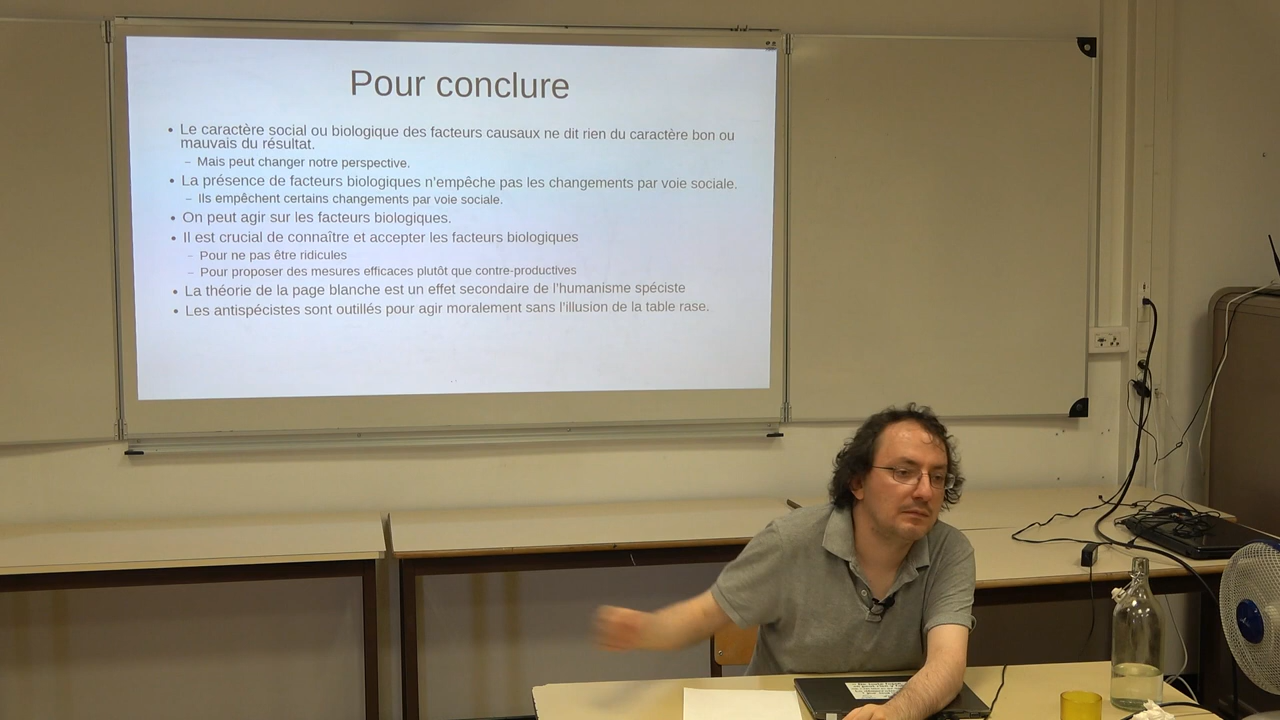 Pour conclure
• Le caractère social ou biologique des facteurs causaux ne dit rien du caractère bon ou
mauvais du résultat.
– Mais peut changer notre perspective.
• La présence de facteurs biologiques n'empêche pas les changements par voie sociale.
– Ils empêchent certains changements par voie sociale.
• On peut agir sur les facteurs biologiques.
• Il est crucial de connaître et accepter les facteurs biologiques
– Pour ne pas être ridicules
– Pour proposer des mesures efficaces plutôt que contre-productives
• La théorie de la page blanche est un effet secondaire de l'humanisme spéciste
• Les antispécistes sont outillés pour agir moralement sans l'illusion de la table rase.